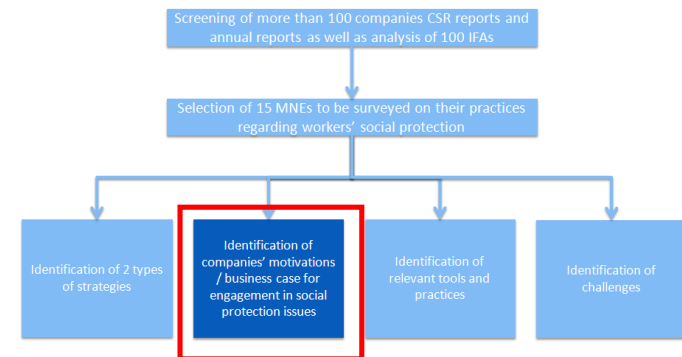 Screening of more than 100 companies CSR reports and
annual reports as well as analysis of 100 IFAs
Selection of 15 MNEs to be surveyed on their practices
regarding workers' social protection
Identification of 2 types
of strategies
Identification of
companies' motivations
/ business case for
engagement in social
protection issues
Identification of
relevant tools and
practices
Identification of
challenges